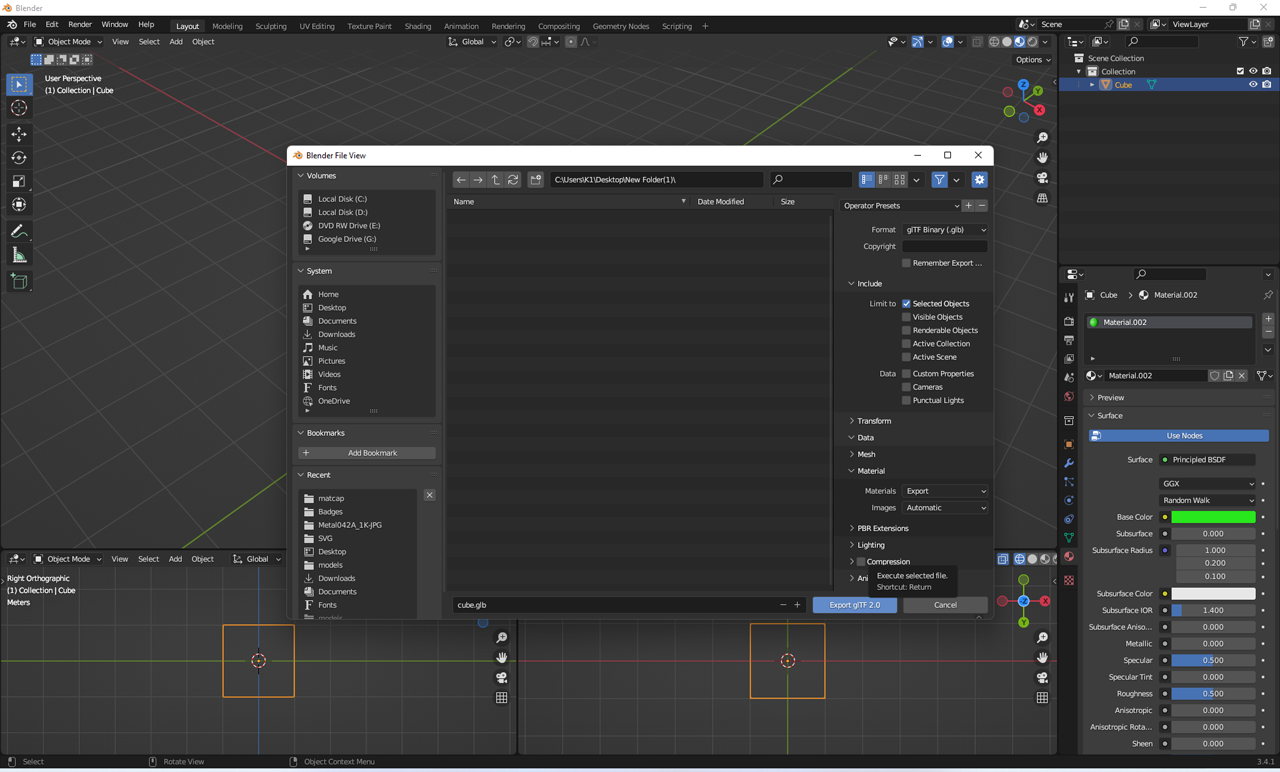 Blender
File Edit Render Window Help Layout Modeling Sculpting UV Editing Texture Paint Shading Animation Rendering Compositing Geometry Nodes Scripting + Scene ViewLayer
Object Mode View Select Add Object Global
Options
User Perspective
(1) Collection | Cube
Z
Y
X
Scene Collection
Collection
Cube
Blender File View
Volumes
Local Disk (C:)
Local Disk (D:)
DVD RW Drive (E:)
Google Drive (G:)
System
Home
Desktop
Documents
Downloads
Music
Pictures
Videos
Fonts
OneDrive
Bookmarks
Add Bookmark
Recent
matcap
Badges
Metal042A_1K-JPG
SVG
Desktop
models
Downloads
Documents
Fonts
models
C:\Users\K1\Desktop\New Folder(1)\
Name Date Modified Size
Operator Presets
Format glTF Binary (.glb)
Copyright
Remember Export ...
Include
Limit to Selected Objects
Visible Objects
Renderable Objects
Active Collection
Active Scene
Data Custom Properties
Cameras
Punctual Lights
Transform
Data
Mesh
Material
Materials Export
Images Automatic
PBR Extensions
Lighting
Compression
Ani
Execute selected file.
Shortcut: Return
cube.glb
Export glTF 2.0
Cancel
Cube Material.002
Material.002
Material.002
Preview
Surface
Use Nodes
Surface Principled BSDF
GGX
Random Walk
Base Color
Subsurface 0.000
Subsurface Radius 1.000
0.200
0.100
Subsurface Color
Subsurface IOR 1.400
Subsurface Aniso... 0.000
Metallic 0.000
Specular 0.500
Specular Tint 0.000
Roughness 0.500
Anisotropic 0.000
Anisotropic Rota... 0.000
Sheen 0.000
Object Mode View Select Add Object Global
Right Orthographic
(1) Collection | Cube
Meters
Z
X
Y
Select Rotate View Object Context Menu 3.4.1